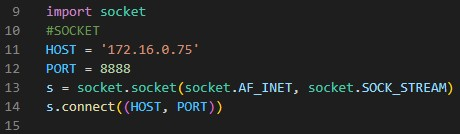 9 import socket
10 #SOCKET
11 HOST = '172.16.0.75'
12 PORT = 8888
13 s = socket.socket(socket.AF_INET, socket.SOCK_STREAM)
14 s.connect((HOST, PORT))
15